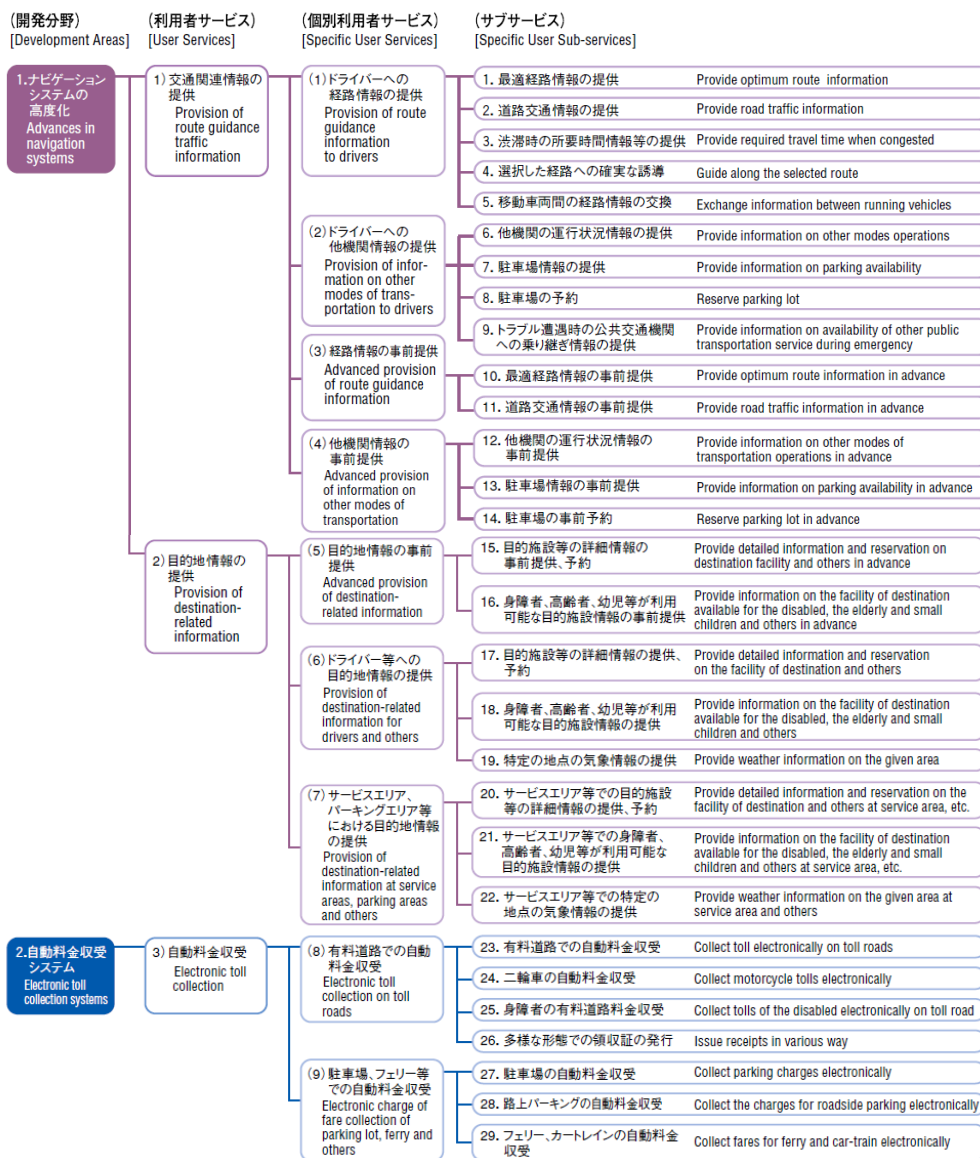 （開発分野）
[Development Areas]
（利用者サービス）
[User Services]
（個別利用者サービス）
[Specific User Services]
（サブサービス）
[Specific User Sub-services]
1.ナビゲーション
システムの
高度化
Advances in
navigation
systems
1）交通関連情報の
提供
Provision of
route guidance
traffic
information
（1）ドライバーへの
経路情報の提供
Provision of route
guidance
information
to drivers
1. 最適経路情報の提供 Provide optimum route information
2. 道路交通情報の提供 Provide road traffic information
3. 渋滞時の所要時間情報等の提供 Provide required travel time when congested
4. 選択した経路への確実な誘導 Guide along the selected route
5. 移動車両間の経路情報の交換 Exchange information between running vehicles
（2）ドライバーへの
他機関情報の提供
Provision of infor-
mation on other
modes of trans-
portation to drivers
6. 他機関の運行状況情報の提供 Provide information on other modes operations
7. 駐車場情報の提供 Provide information on parking availability
8. 駐車場の予約 Reserve parking lot
9. トラブル遭遇時の公共交通機関
への乗り継ぎ情報の提供
Provide information on availability of other public
transportation service during emergency
（3）経路情報の事前提供
Advanced provision
of route guidance
information
10. 最適経路情報の事前提供 Provide optimum route information in advance
11. 道路交通情報の事前提供 Provide road traffic information in advance
（4）他機関情報の
事前提供
Advanced provision
of information on
other modes of
transportation
12. 他機関の運行状況情報の
事前提供
Provide information on other modes of
transportation operations in advance
13. 駐車場情報の事前提供 Provide information on parking availability in advance
14. 駐車場の事前予約 Reserve parking lot in advance
2）目的地情報の
提供
Provision of
destination-
related
information
（5）目的地情報の事前
提供
Advanced provision
of destination-
related information
15. 目的施設等の詳細情報の
事前提供、予約
Provide detailed information and reservation on
destination facility and others in advance
16. 身障者、高齢者、幼児等が利用
可能な目的施設情報の事前提供
Provide information on the facility of destination
available for the disabled, the elderly and small
children and others in advance
（6）ドライバー等への
目的地情報の提供
Provision of
destination-related
information for
drivers and others
17. 目的施設等の詳細情報の提供、
予約
Provide detailed information and reservation
on the facility of destination and others
18. 身障者、高齢者、幼児等が利用
可能な目的施設情報の提供
Provide information on the facility of destination
available for the disabled, the elderly and small
children and others
19. 特定の地点の気象情報の提供 Provide weather information on the given area
（7）サービスエリア、
パーキングエリア等
における目的地情報
の提供
Provision of
destination-related
information at service
areas, parking areas
and others
20. サービスエリア等での目的施設
等の詳細情報の提供、予約
Provide detailed information and reservation on the
facility of destination and others at service area, etc.
21. サービスエリア等での身障者、
高齢者、幼児等が利用可能な
目的施設情報の提供
Provide information on the facility of destination
available for the disabled, the elderly and small
children and others at service area, etc.
22. サービスエリア等での特定の
地点の気象情報の提供
Provide weather information on the given area at
service area and others
2.自動料金収受
システム
Electronic toll
collection systems
3）自動料金収受
Electronic toll
collection
（8）有料道路での自動
料金収受
Electronic toll
collection on toll
roads
23. 有料道路での自動料金収受 Collect toll electronically on toll roads
24. 二輪車の自動料金収受 Collect motorcycle tolls electronically
25. 身障者の有料道路料金収受 Collect tolls of the disabled electronically on toll road
26. 多様な形態での領収証の発行 Issue receipts in various way
（9）駐車場、フェリー等
での自動料金収受
Electronic charge of
fare collection of
parking lot, ferry and
others
27. 駐車場の自動料金収受 Collect parking charges electronically
28. 路上パーキングの自動料金収受 Collect the charges for roadside parking electronically
29. フェリー、カートレインの自動料金
収受
Collect fares for ferry and car-train electronically